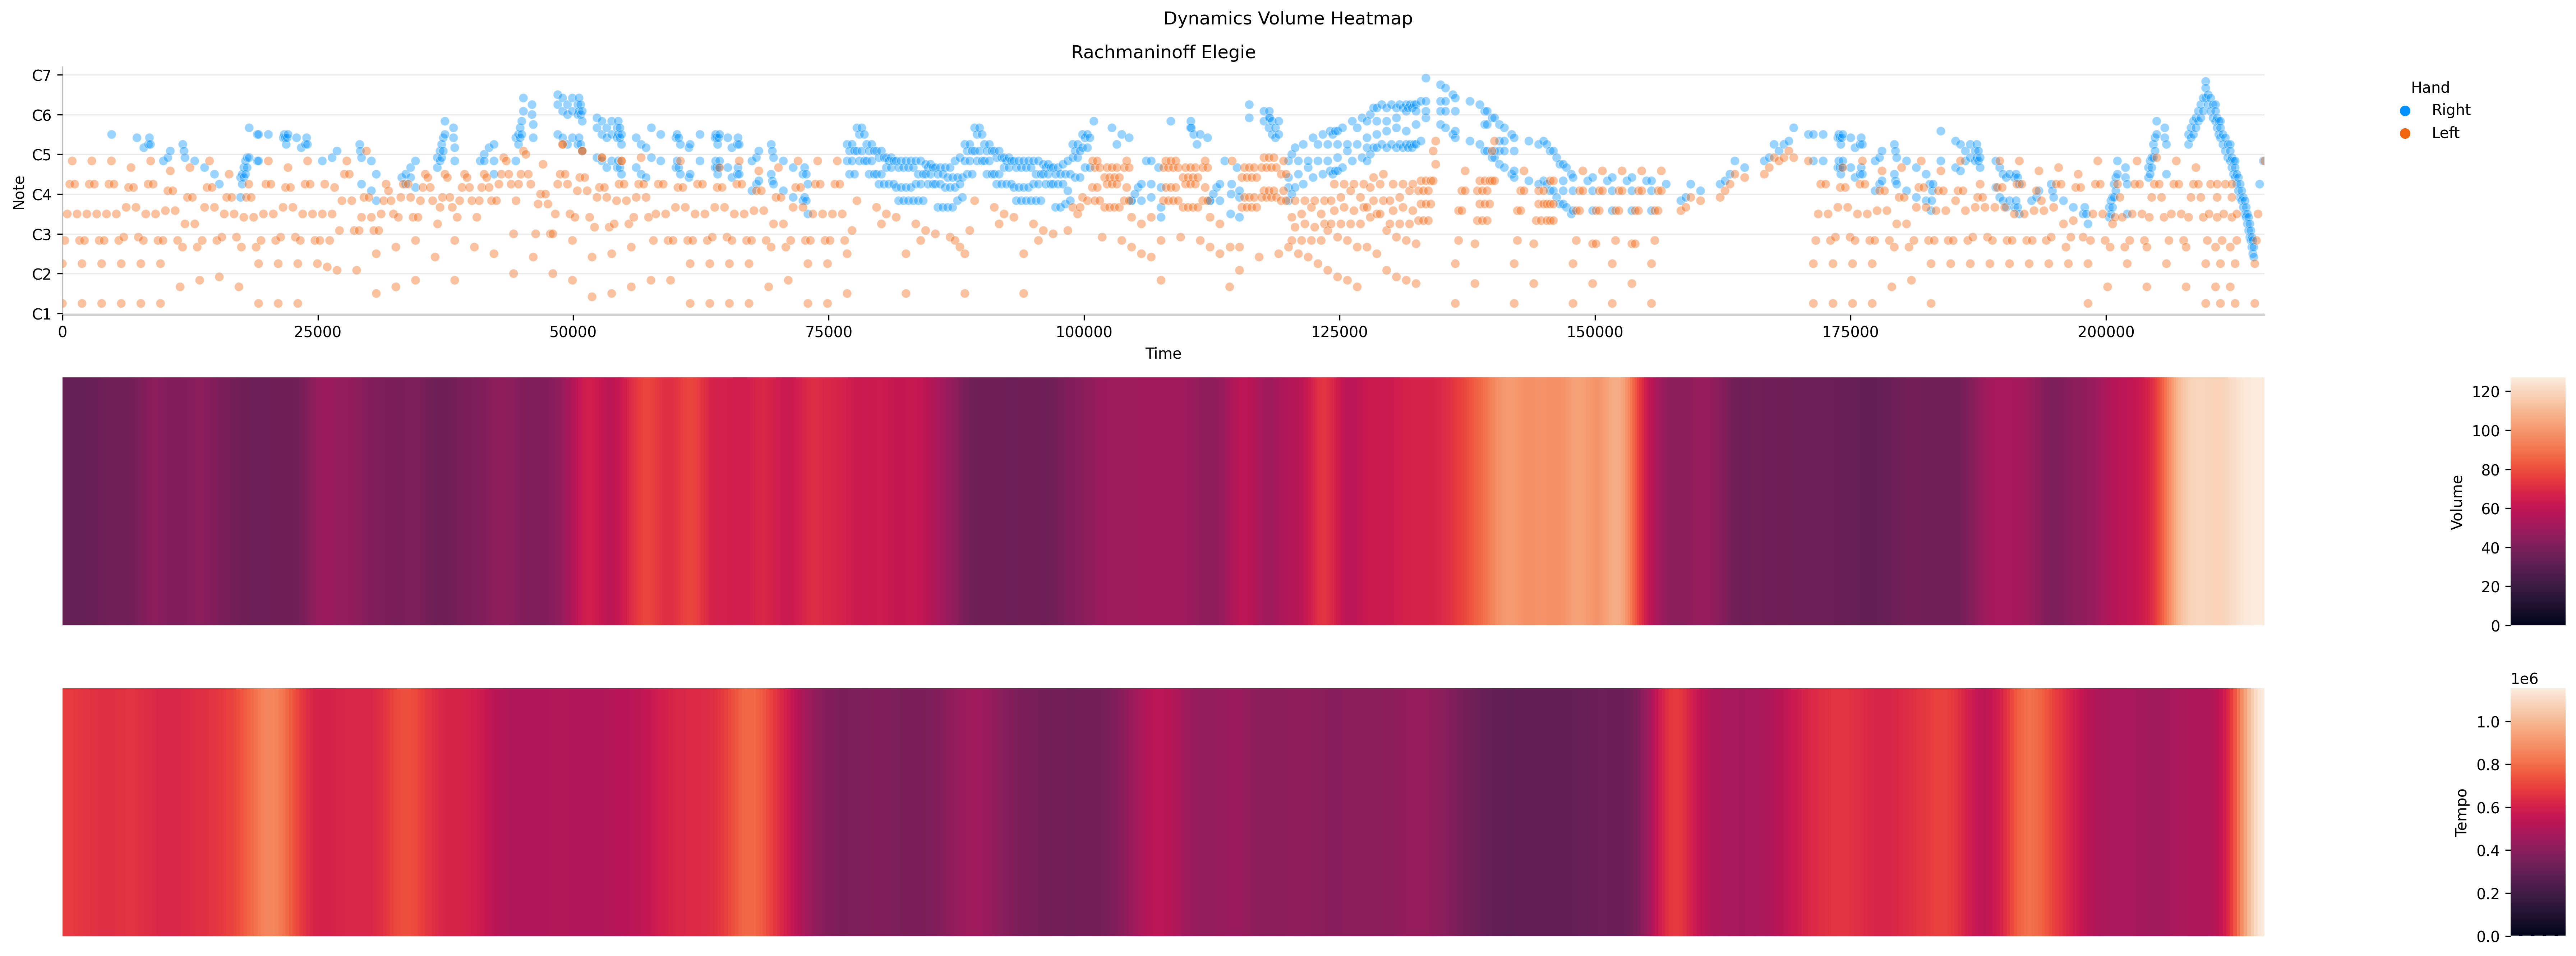 Dynamics Volume Heatmap
Rachmaninoff Elegie
C7
C6
C5
C4
C3
C2
C1
Note
0 25000 50000 75000 100000 125000 150000 175000 200000
Time
Hand
Right
Left
120
100
80
60
40
20
0
Volume
1e6
1.0
0.8
0.6
0.4
0.2
0.0
Tempo